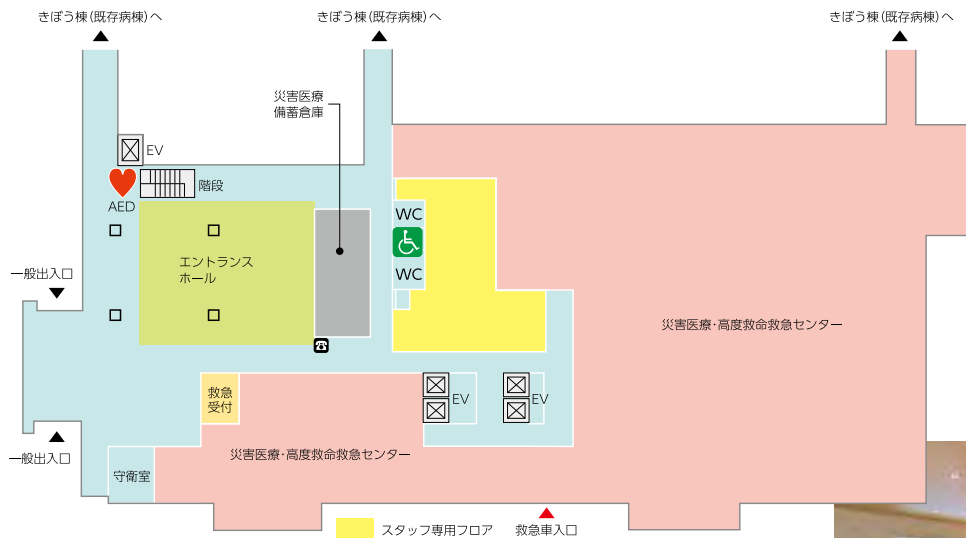 きぼう棟（既存病棟）へ
きぼう棟（既存病棟）へ
きぼう棟（既存病棟）へ
災害医療
備蓄倉庫
EV
階段
AED
WC
WC
エントランス
ホール
一般出入口
災害医療・高度救命救急センター
救急
受付
EV
EV
一般出入口
災害医療・高度救命救急センター
守衛室
スタッフ専用フロア
救急車入口